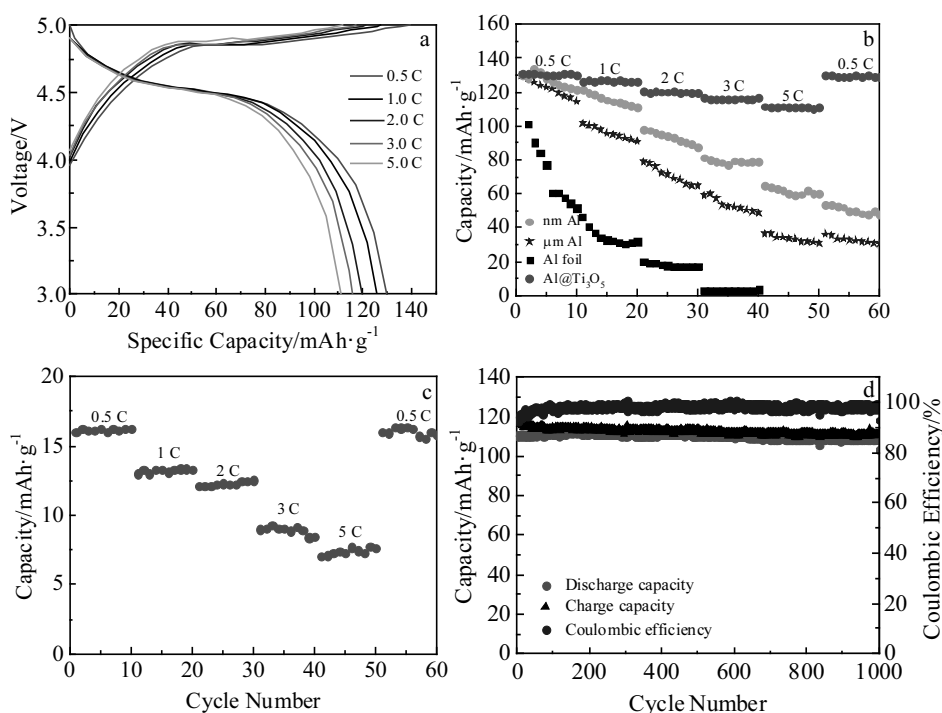 a
5.0
4.5
4.0
5.0
3.0
Voltage/V
0.5 C
1.0 C
2.0 C
3.0 C
5.0 C
0 20 40 60 80 100 120 140
Specific Capacity/mAh·g⁻¹
b
160
140
120
100
80
60
40
20
0
Capacity/mAh·g⁻¹
0.5 C
1 C
2 C
3 C
5 C
0.5 C
nm Al
μm Al
Al foil
Al@Ti₃O₅
0 10 20 30 40 50 60
c
20
15
10
5
0
Capacity/mAh·g⁻¹
0.5 C
1 C
2 C
3 C
5 C
0.5 C
0 10 20 30 40 50 60
Cycle Number
d
140
120
100
80
60
40
20
0
Capacity/mAh·g⁻¹
Discharge capacity
Charge capacity
Coulombic efficiency
100
80
60
40
20
0
Coulombic Efficiency/%
0 200 400 600 800 1000
Cycle Number